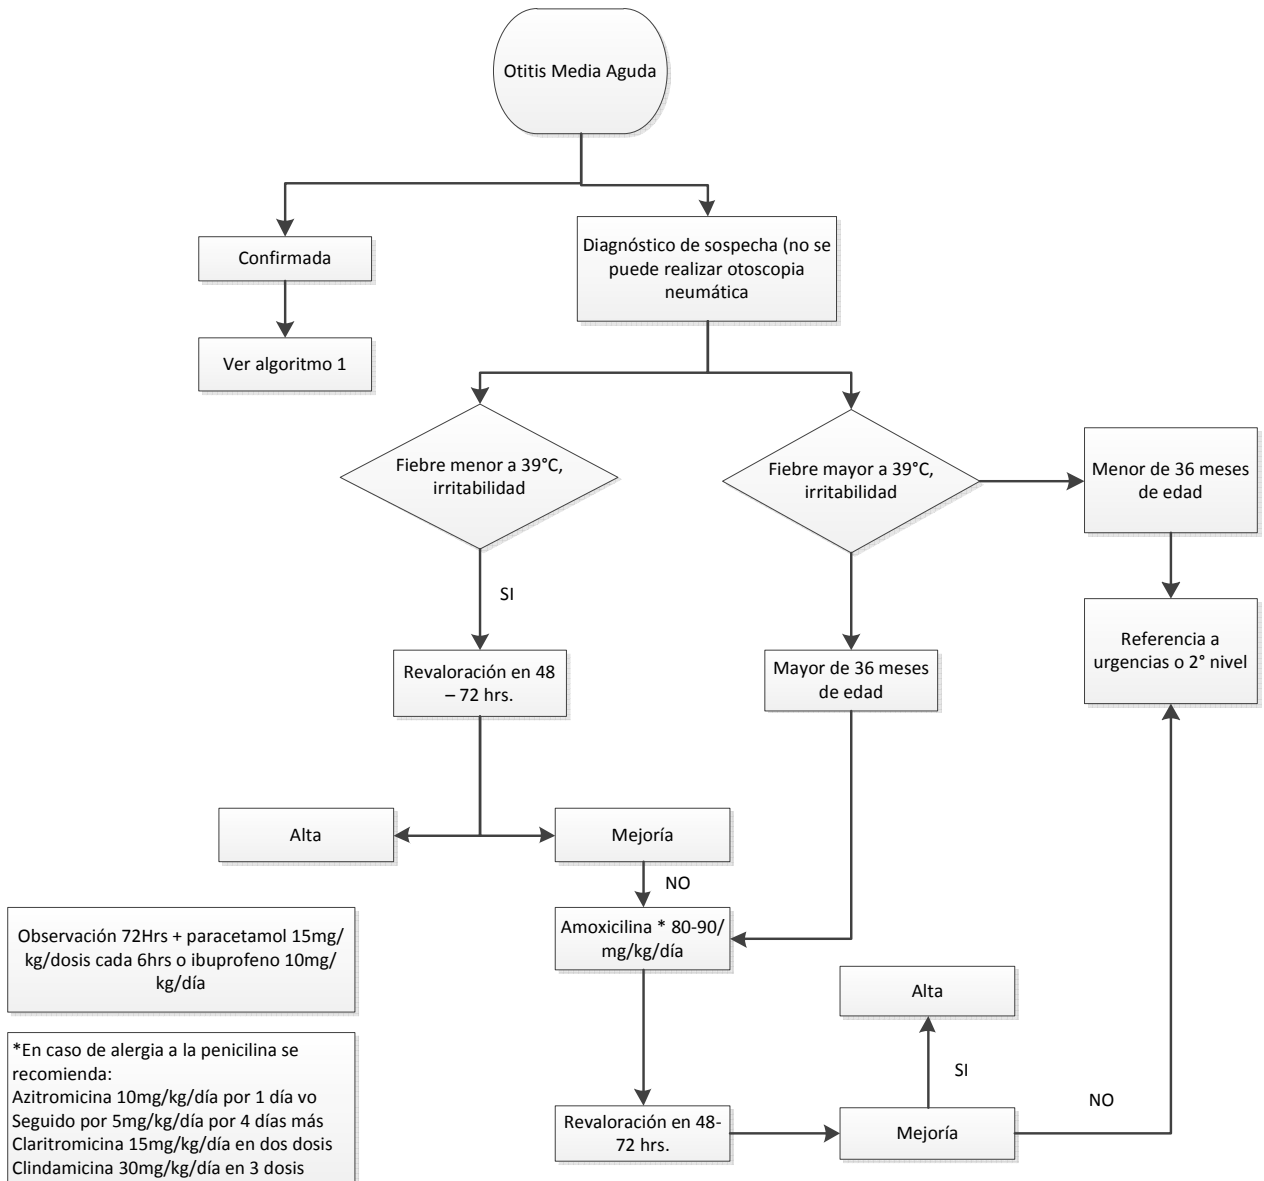 Otitis Media Aguda
Confirmada
Diagnóstico de sospecha (no se
puede realizar otoscopia
neumática
Ver algoritmo 1
Fiebre menor a 39°C,
irritabilidad
Fiebre mayor a 39°C,
irritabilidad
Menor de 36 meses
de edad
SI
Referencia a
urgencias o 2° nivel
Revaloración en 48
– 72 hrs.
Mayor de 36 meses
de edad
Alta
Mejoría
NO
Amoxicilina * 80-90/
mg/kg/día
Observación 72Hrs + paracetamol 15mg/
kg/dosis cada 6hrs o ibuprofeno 10mg/
kg/día
Alta
*En caso de alergia a la penicilina se
recomienda:
Azitromicina 10mg/kg/día por 1 día vo
Seguido por 5mg/kg/día por 4 días más
Claritromicina 15mg/kg/día en dos dosis
Clindamicina 30mg/kg/día en 3 dosis
SI
NO
Revaloración en 48-
72 hrs.
Mejoría